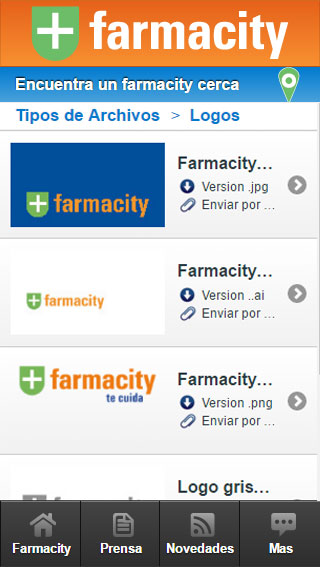 farmacity
Encuentra un farmacity cerca
Tipos de Archivos > Logos
farmacity
Farmacity...
Version .jpg
Enviar por ...
farmacity
Farmacity...
Version ..ai
Enviar por ...
farmacity
te cuida
Farmacity...
Version .png
Enviar por ...
farmacity
Logo gris...
Farmacity
Prensa
Novedades
Mas